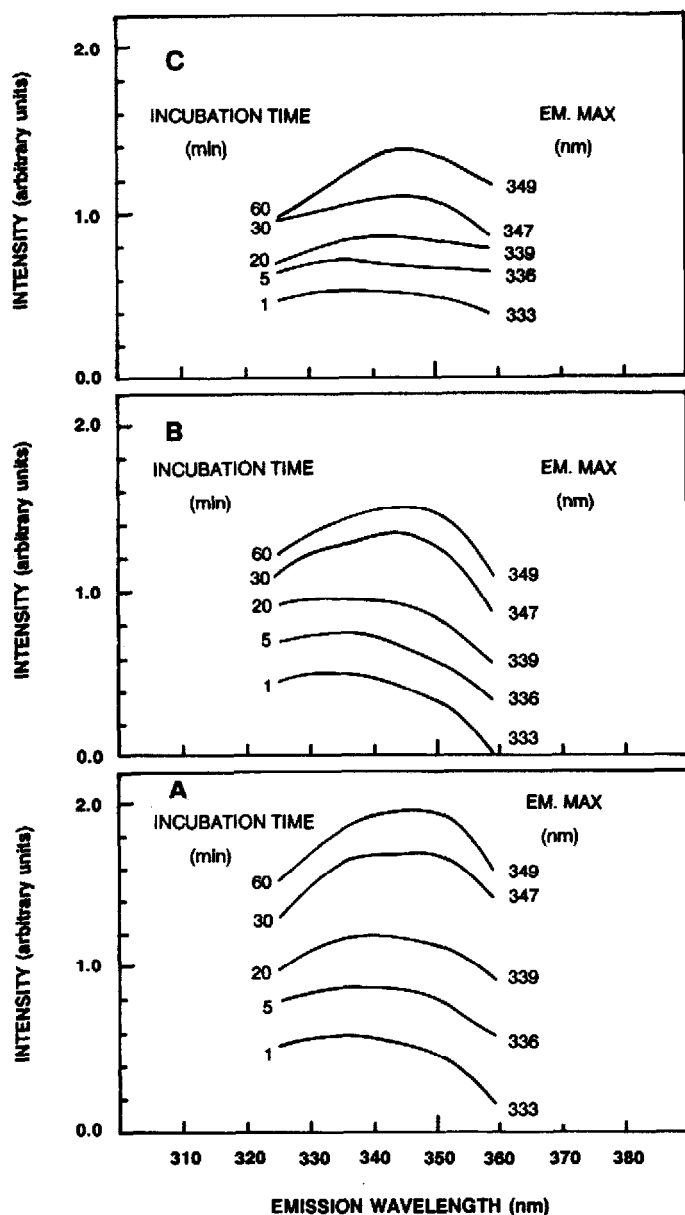 INTENSITY (arbitrary units)
2.0
1.0
0.0
C
INCUBATION TIME
(min)
EM. MAX
(nm)
60
30
20
5
1
349
347
339
336
333
INTENSITY (arbitrary units)
2.0
1.0
0.0
B
INCUBATION TIME
(min)
EM. MAX
(nm)
60
30
20
5
1
349
347
339
336
333
INTENSITY (arbitrary units)
2.0
1.0
0.0
A
INCUBATION TIME
(min)
EM. MAX
(nm)
60
30
20
5
1
349
347
339
336
333
310 320 330 340 350 360 370 380
EMISSION WAVELENGTH (nm)